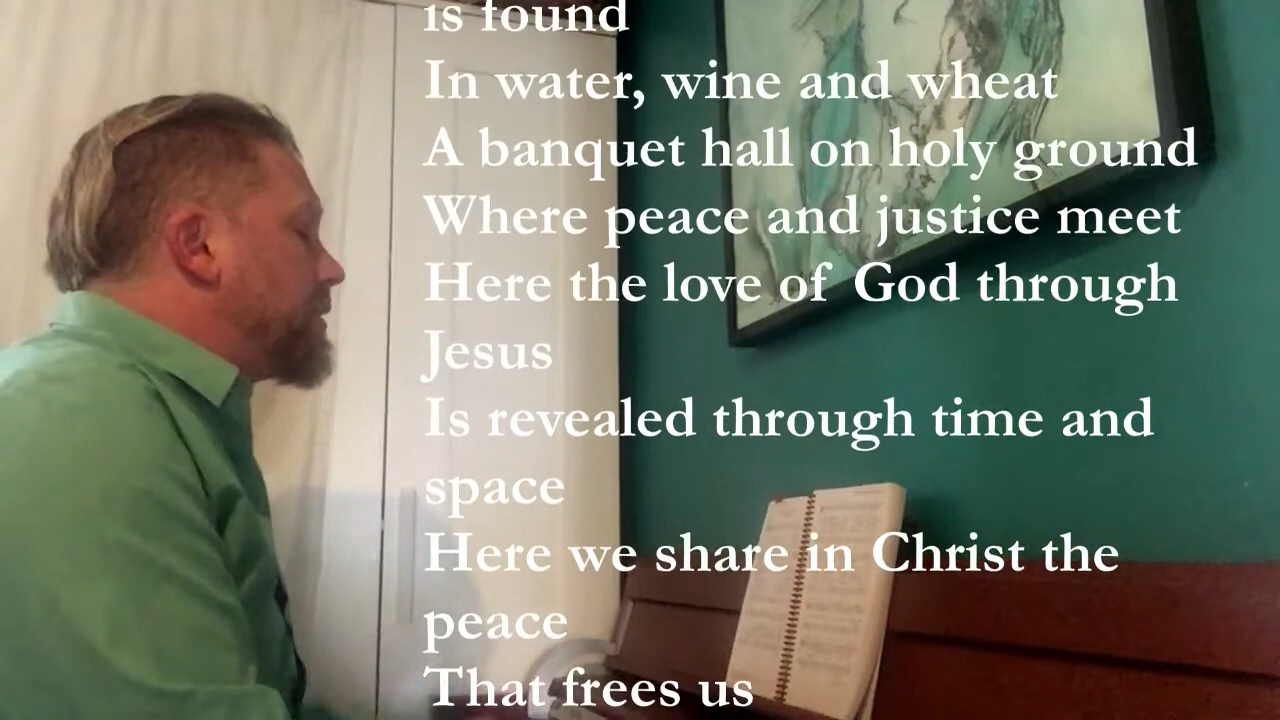 is found
In water, wine and wheat
A banquet hall on holy ground
Where peace and justice meet
Here the love of God through
Jesus
Is revealed through time and
space
Here we share in Christ the
peace
That frees us